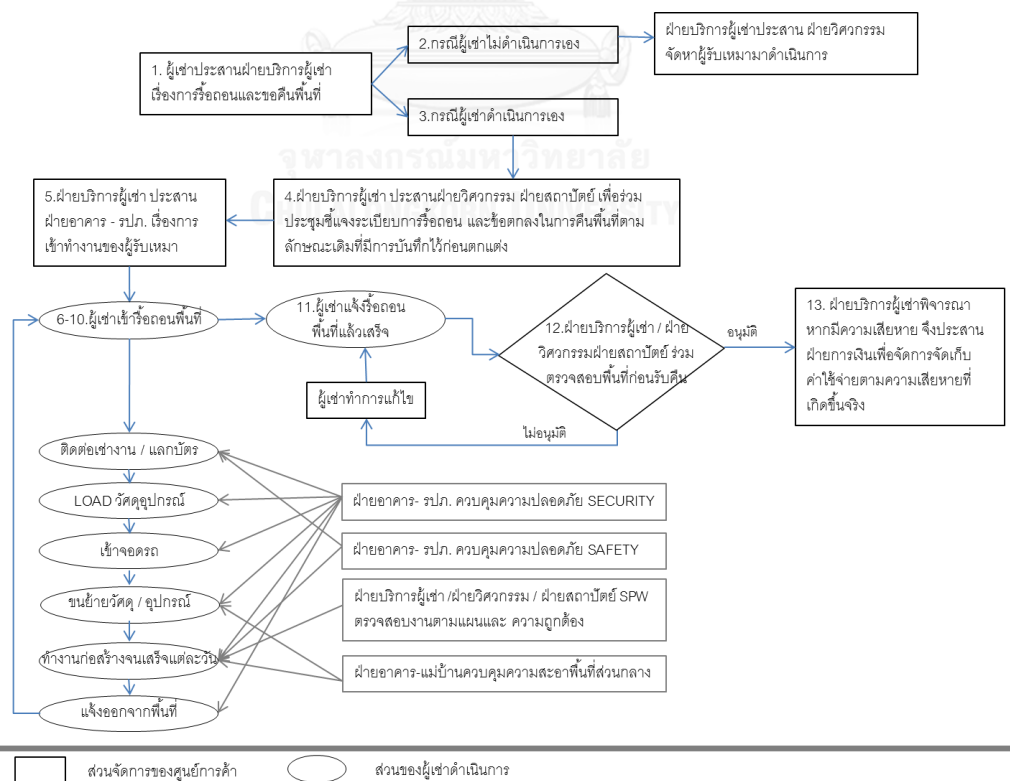 ฝ่ายบริการผู้เช่าประสาน ฝ่ายวิศวกรรม
จัดหาผู้รับเหมามาดำเนินการ
2.กรณีผู้เช่าไม่ดำเนินการเอง
1. ผู้เช่าประสานฝ่ายบริการผู้เช่า
เรื่องการรื้อถอนและขอคืนพื้นที่
3.กรณีผู้เช่าดำเนินการเอง
จุฬาลงกรณ์มหาวิทยาลัย
CHULALONGKORN UNIVERSITY
4.ฝ่ายบริการผู้เช่า ประสานฝ่ายวิศวกรรม ฝ่ายสถาปัตย์ เพื่อร่วม
ประชุมชี้แจงระเบียบการรื้อถอน และข้อตกลงในการคืนพื้นที่ตาม
ลักษณะเดิมที่มีการบันทึกไว้ก่อนตกแต่ง
5.ฝ่ายบริการผู้เช่า ประสาน
ฝ่ายอาคาร - รปภ. เรื่องการ
เข้าทำงานของผู้รับเหมา
6-10.ผู้เช่าเข้ารื้อถอนพื้นที่
11.ผู้เช่าแจ้งรื้อถอน
พื้นที่แล้วเสร็จ
12.ฝ่ายบริการผู้เช่า / ฝ่าย
วิศวกรรมฝ่ายสถาปัตย์ ร่วม
ตรวจสอบพื้นที่ก่อนรับคืน
อนุมัติ
13. ฝ่ายบริการผู้เช่าพิจารณา
หากมีความเสียหาย จึงประสาน
ฝ่ายการเงินเพื่อจัดการจัดเก็บ
ค่าใช้จ่ายตามความเสียหายที่
เกิดขึ้นจริง
ผู้เช่าทำการแก้ไข
ไม่อนุมัติ
ติดต่อเช่างาน / แลกบัตร
LOAD วัสดุอุปกรณ์
เข้าจอดรถ
ขนย้ายวัสดุ / อุปกรณ์
ทำงานก่อสร้างจนเสร็จแต่ละวัน
แจ้งออกจากพื้นที่
ฝ่ายอาคาร- รปภ. ควบคุมความปลอดภัย SECURITY
ฝ่ายอาคาร- รปภ. ควบคุมความปลอดภัย SAFETY
ฝ่ายบริการผู้เช่า /ฝ่ายวิศวกรรม / ฝ่ายสถาปัตย์ SPW
ตรวจสอบงานตามแผนและ ความถูกต้อง
ฝ่ายอาคาร-แม่บ้านควบคุมความสะอาพื้นที่ส่วนกลาง
ส่วนจัดการของศูนย์การค้า
ส่วนของผู้เช่าดำเนินการ